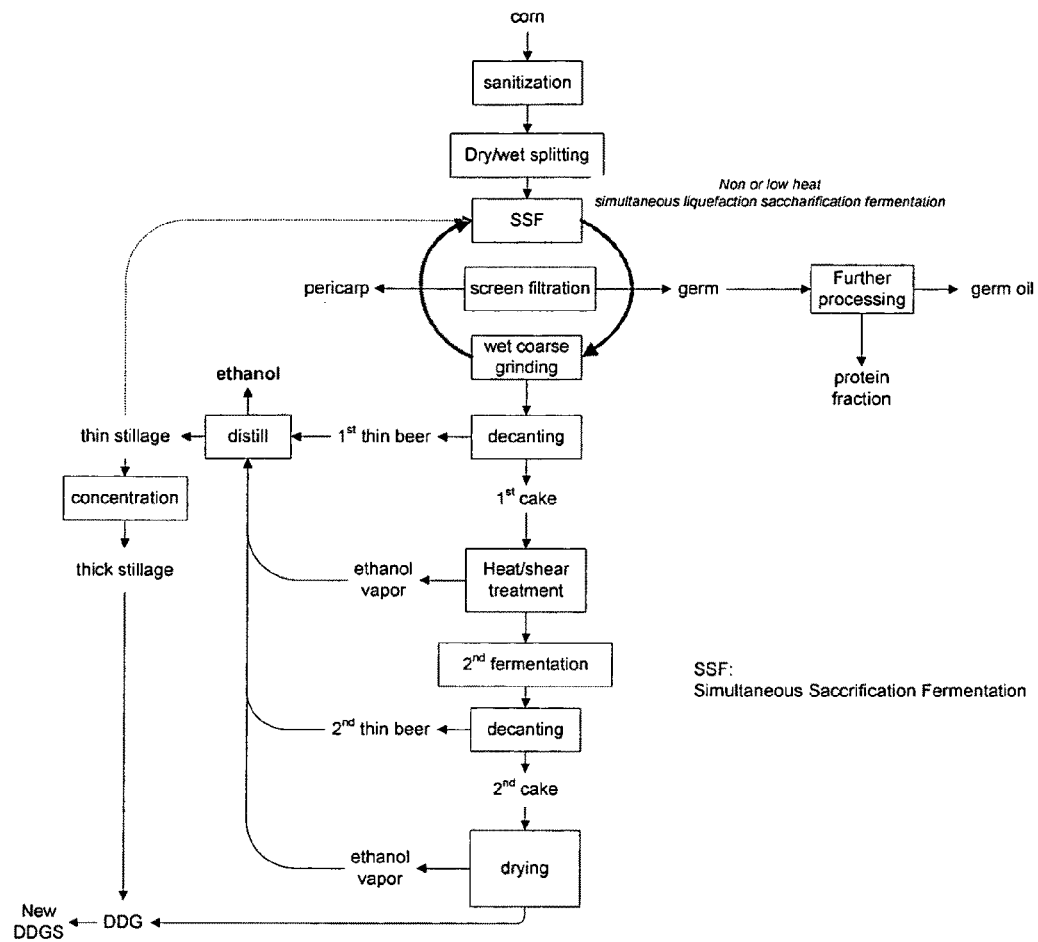 corn
sanitization
Dry/wet splitting
Non or low heat
simultaneous liquefaction saccharification fermentation
SSF
pericarp
screen filtration
germ
Further
processing
germ oil
wet coarse
grinding
protein
fraction
ethanol
thin stillage
distill
1st thin beer
decanting
concentration
1st cake
thick stillage
ethanol
vapor
Heat/shear
treatment
2nd fermentation
SSF:
Simultaneous Saccrification Fermentation
2nd thin beer
decanting
2nd cake
ethanol
vapor
drying
New
DDGS
DDG